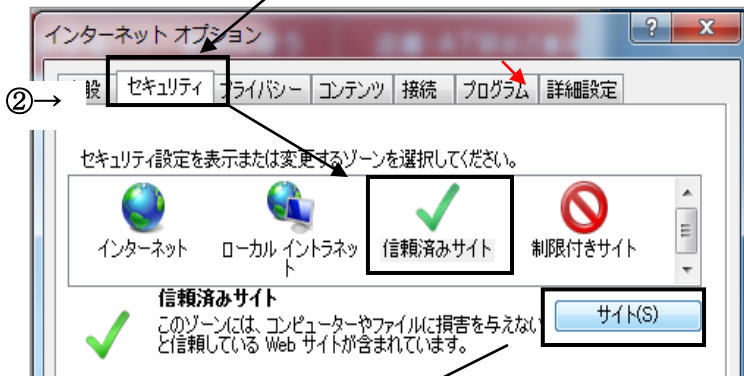 インターネット オプション
? X
②→
般 セキュリティ プライバシー コンテンツ 接続 プログラム 詳細設定
セキュリティ設定を表示または変更するゾーンを選択してください。
インターネット ローカル イントラネット 信頼済みサイト 制限付きサイト
信頼済みサイト
このゾーンには、コンピューターやファイルに損害を与えない
と信頼している Web サイトが含まれています。
サイト(S)